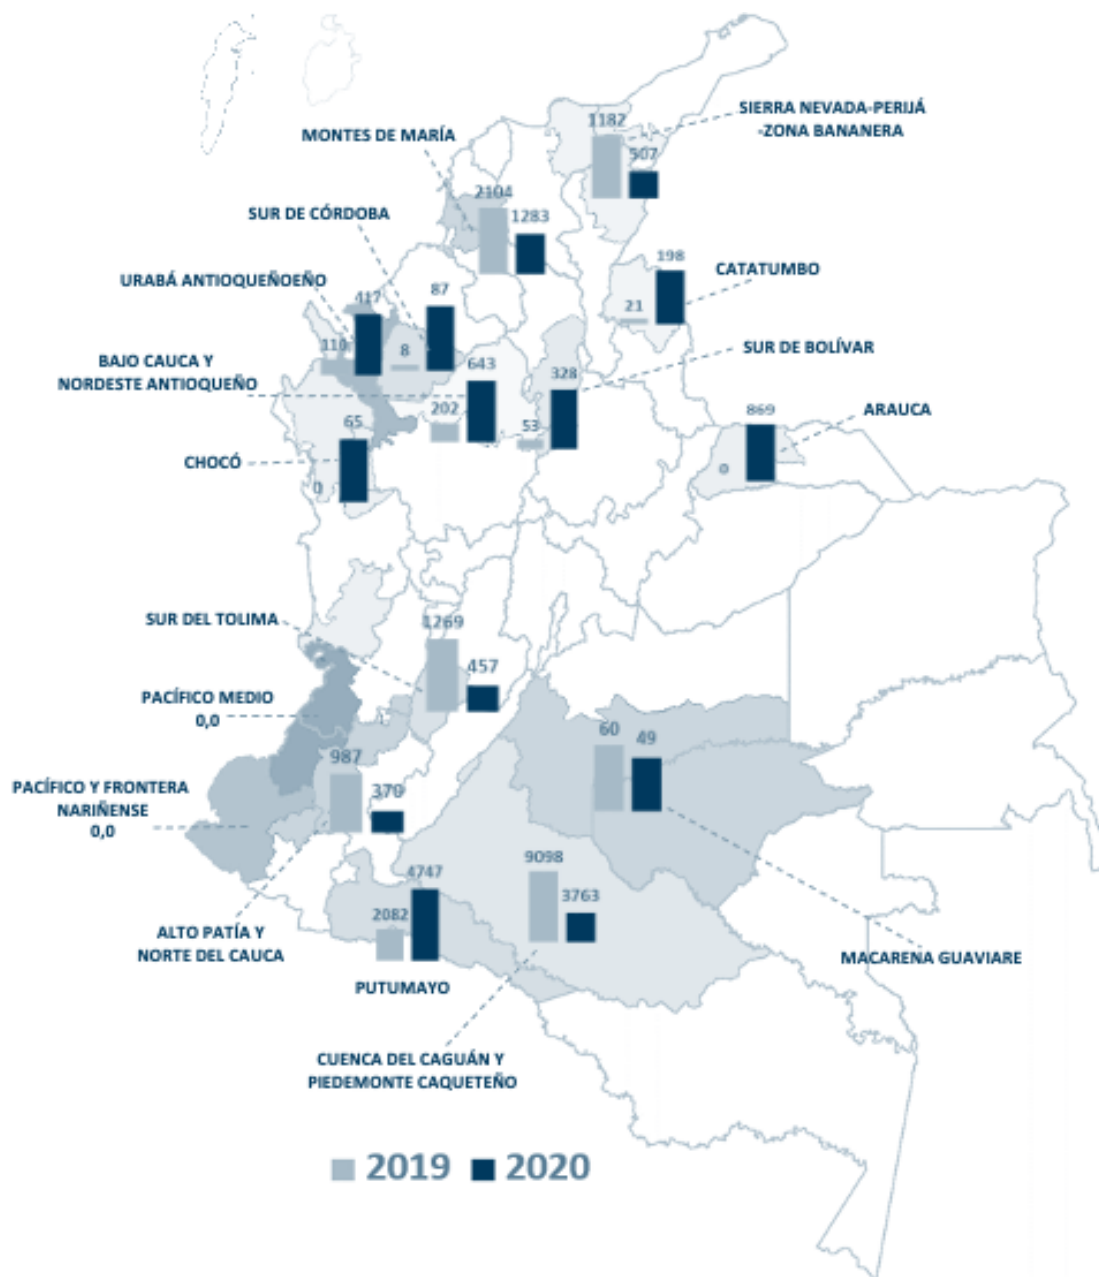 SIERRA NEVADA-PERIJÁ
-ZONA BANANERA
1182
507
MONTES DE MARÍA
2104
1283
SUR DE CÓRDOBA
8
87
URABÁ ANTIOQUEÑOEÑO
110
417
CATATUMBO
21
198
BAJO CAUCA Y
NORDESTE ANTIOQUEÑO
202
643
SUR DE BOLÍVAR
53
328
ARAUCA
0
869
CHOCÓ
0
65
SUR DEL TOLIMA
1269
457
PACÍFICO MEDIO
0,0
PACÍFICO Y FRONTERA
NARIÑENSE
0,0
987
370
ALTO PATÍA Y
NORTE DEL CAUCA
60
49
MACARENA GUAVIARE
2082
4747
PUTUMAYO
9098
3763
CUENCA DEL CAGUÁN Y
PIEDEMONTE CAQUETEÑO
2019 2020